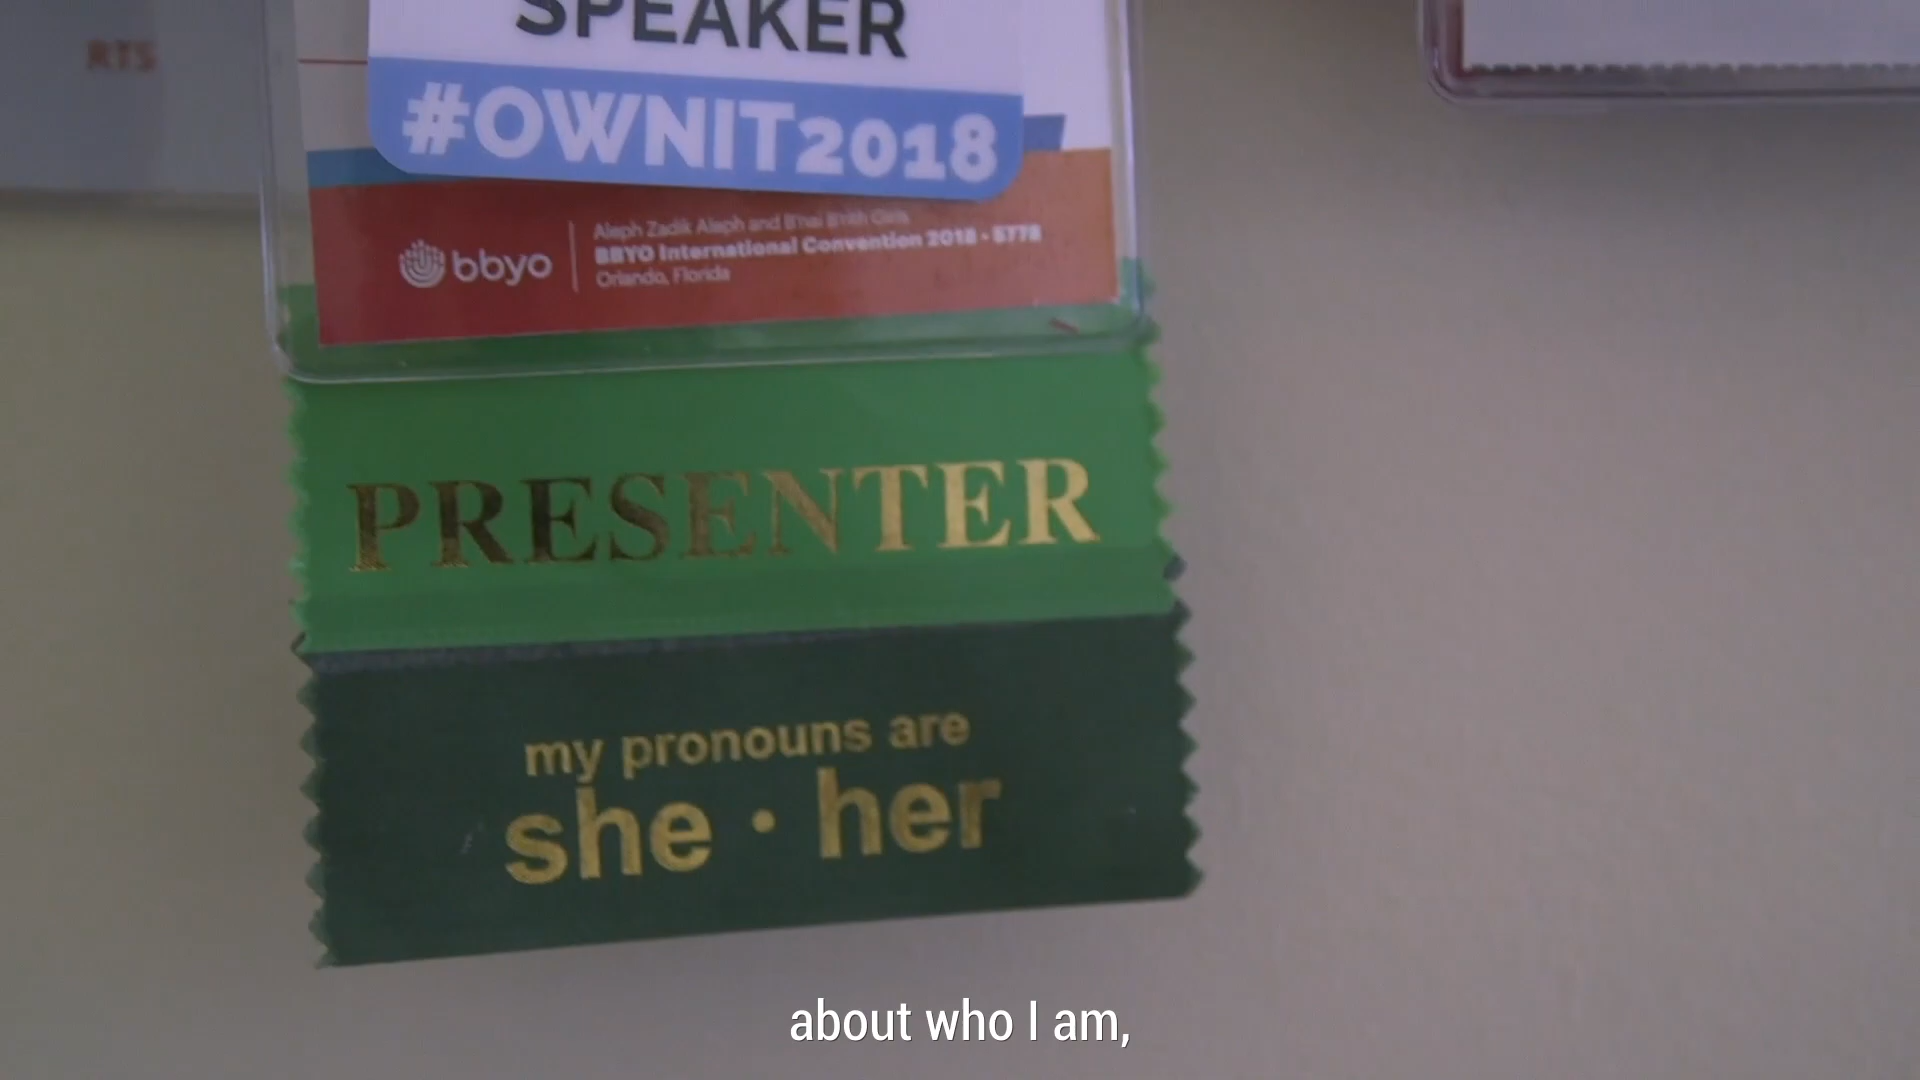 RTS
SPEAKER
#OWNIT2018
bbyo
Aleph Zadik Aleph and B'nai B'rith Girls
BBYO International Convention 2018 • 5778
Orlando, Florida
PRESENTER
my pronouns are
she • her
about who I am,